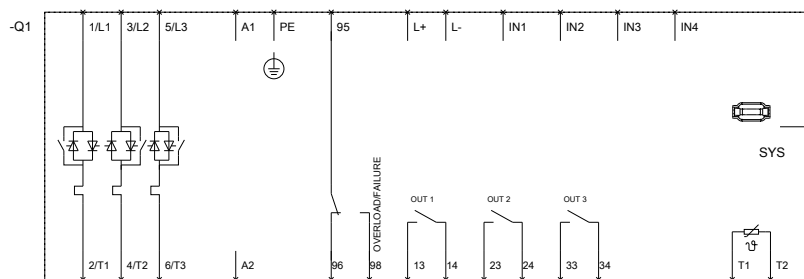 -Q1 1/L1 3/L2 5/L3 A1 PE 95 L+ L- IN1 IN2 IN3 IN4
SYS
OVERLOAD/FAILURE
OUT 1 OUT 2 OUT 3
ϑ
2/T1 4/T2 6/T3 A2 96 98 13 14 23 24 33 34 T1 T2